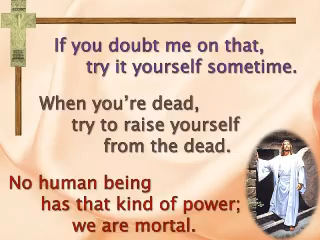 If you doubt me on that,
try it yourself sometime.
When you’re dead,
try to raise yourself
from the dead.
No human being
has that kind of power;
we are mortal.